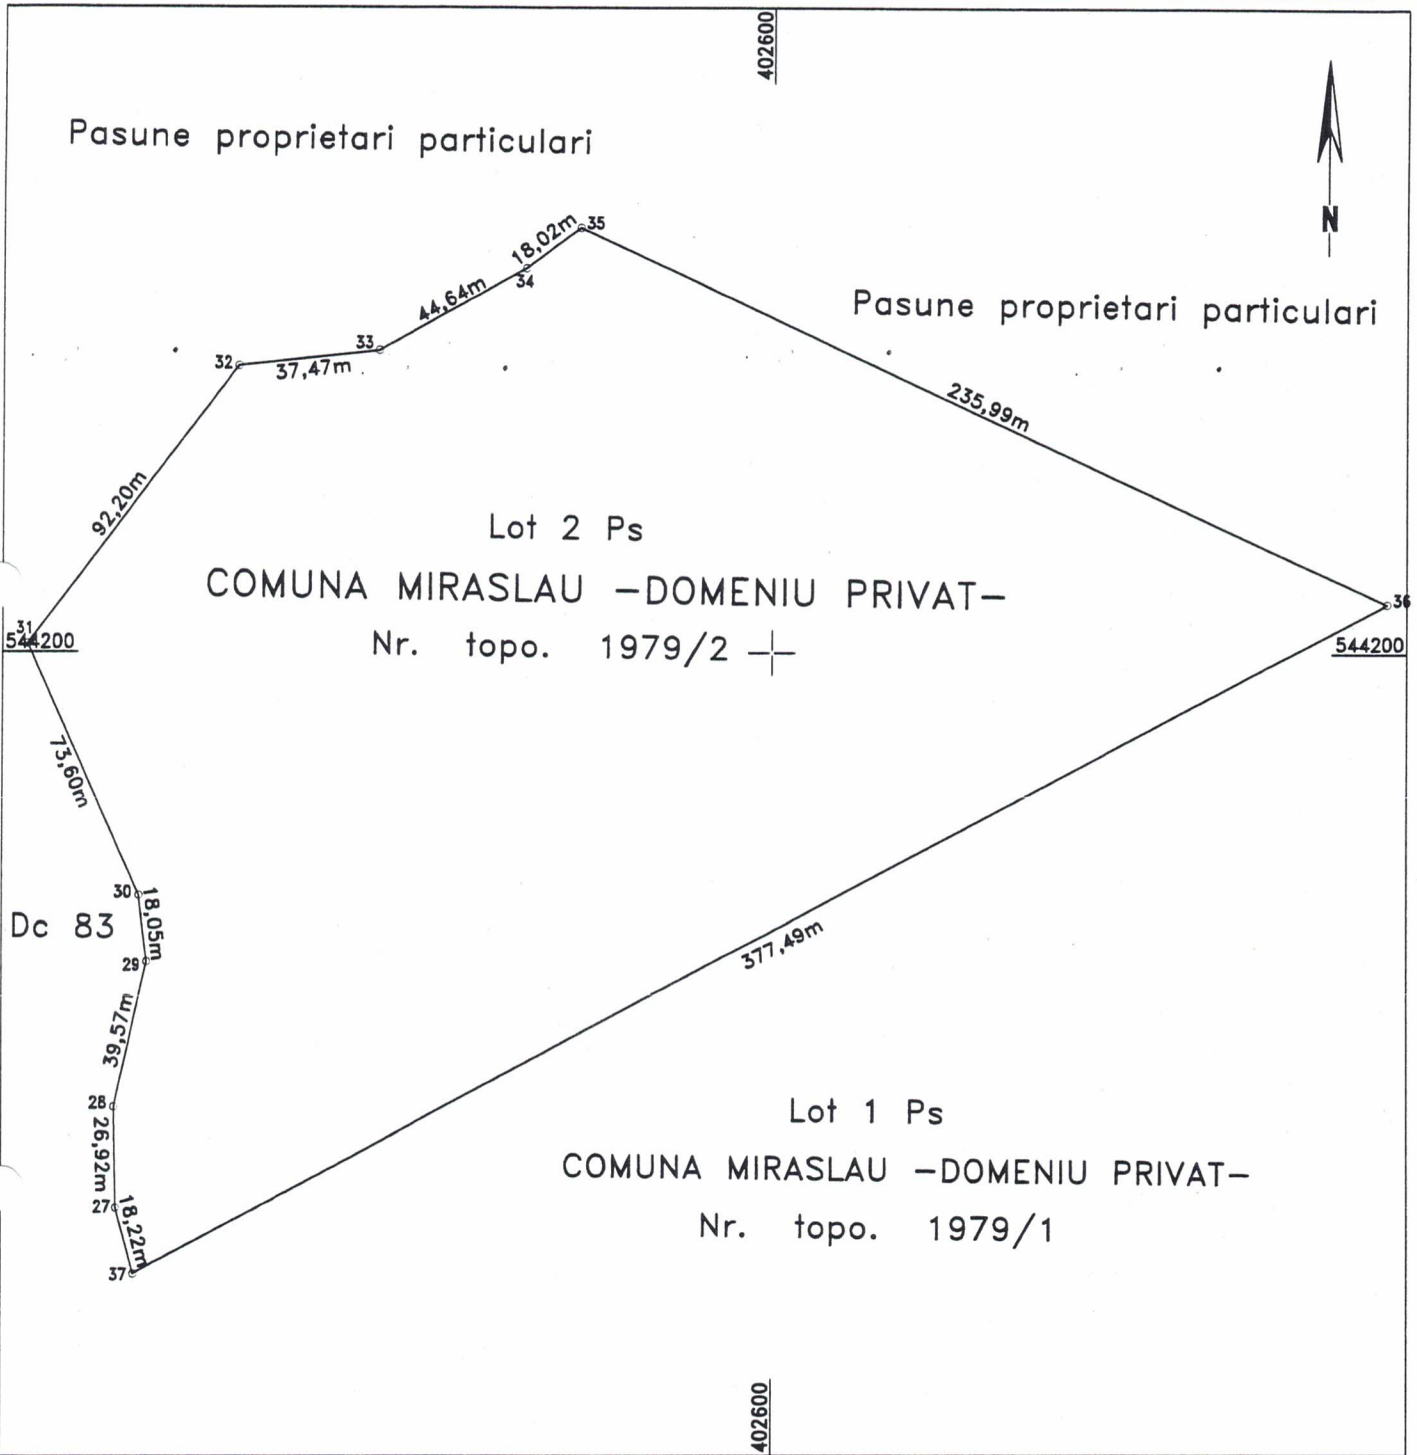 402600
Pasune proprietari particulari
N
35
18,02m
34
44,64m
Pasune proprietari particulari
33
32
37,47m
235,99m
92,20m
Lot 2 Ps
COMUNA MIRASLAU -DOMENIU PRIVAT-
36
31
544200
Nr. topo. 1979/2
544200
73,60m
30
18,05m
Dc 83
29
377,49m
39,57m
28
26,92m
Lot 1 Ps
COMUNA MIRASLAU -DOMENIU PRIVAT-
27
18,22m
Nr. topo. 1979/1
37
402600